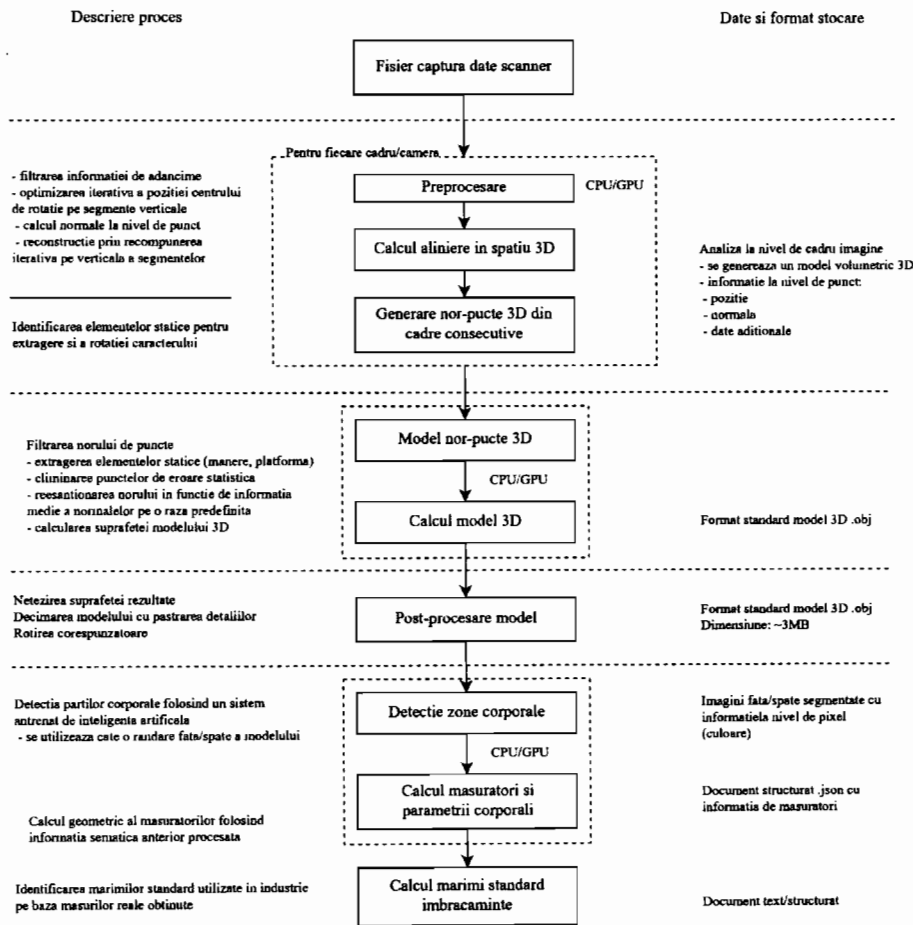 Descriere proces
Date si format stocare
Fisier captura date scanner
Pentru fiecare cadru/camera
- filtrarea informatiei de adancime
- optimizarea iterativa a pozitiei centrului
de rotatie pe segmente verticale
- calcul normale la nivel de punct
- reconstructie prin recompunerea
iterativa pe verticala a segmentelor
Identificarea elementelor statice pentru
extragere si a rotatiei caracterului
Preprocesare
CPU/GPU
Calcul aliniere in spatiu 3D
Generare nor-puncte 3D din
cadre consecutive
Analiza la nivel de cadru imagine
- se genereaza un model volumetric 3D
- informatie la nivel de punct:
- pozitie
- normala
- date aditionale
Filtrarea norului de puncte
- extragerea elementelor statice (manere, platforma)
- eliminarea punctelor de eroare statistica
- reesantionarea norului in functie de informatia
medie a normalelor pe o raza predefinita
- calcularea suprafetei modelului 3D
Model nor-pucte 3D
CPU/GPU
Calcul model 3D
Format standard model 3D .obj
Netezirea suprafetei rezultate
Decimarea modelului cu pastrarea detaliilor
Rotirea corespunzatoare
Post-procesare model
Format standard model 3D .obj
Dimensiune: ~3MB
Detectia partilor corporale folosind un sistem
antrenat de inteligenta artificala
- se utilizeaza cate o randare fata/spate a modelului
Detectie zone corporale
CPU/GPU
Imagini fata/spate segmentate cu
informatiela nivel de pixel
(culoare)
Calcul geometric al masuratorilor folosind
informatia sematica anterior procesata
Calcul masuratori si
parametrii corporali
Document structurat .json cu
informatia de masuratori
Identificarea marimilor standard utilizate in industrie
pe baza masurilor reale obtinute
Calcul marimi standard
imbracaminte
Document text/structurat